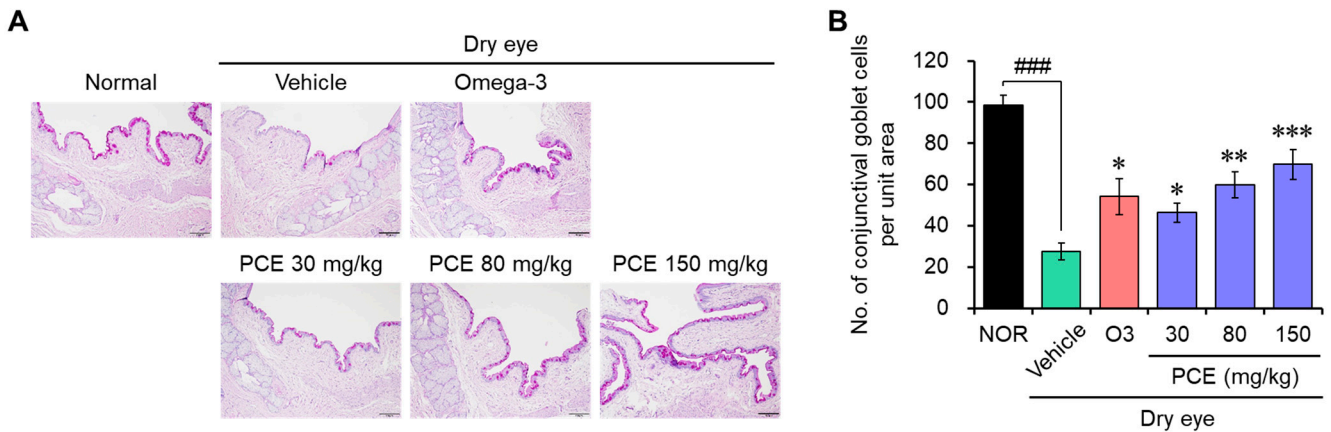 A
Dry eye
Normal
Vehicle
Omega-3
PCE 30 mg/kg
PCE 80 mg/kg
PCE 150 mg/kg
B
No. of conjunctival goblet cells
per unit area
120
100
80
60
40
20
0
###
*
*
**
***
NOR
Vehicle
O3
30
80
150
PCE (mg/kg)
Dry eye